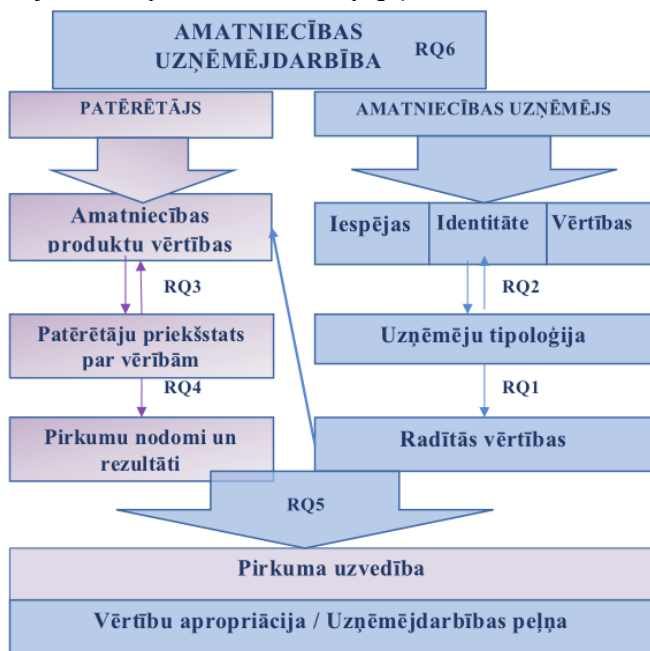 AMATNIECĪBAS
UZŅĒMĒJDARBĪBA RQ6
PATĒRĒTĀJS
AMATNIECĪBAS UZŅĒMĒJS
Amatniecības
produktu vērtības
Iespējas Identitāte Vērtības
RQ3
RQ2
Patērētāju priekšstats
par vērībām
Uzņēmēju tipoloģija
RQ4
RQ1
Pirkumu nodomi un
rezultāti
Radītās vērtības
RQ5
Pirkuma uzvedība
Vērtību apropriācija / Uzņēmējdarbības peļņa